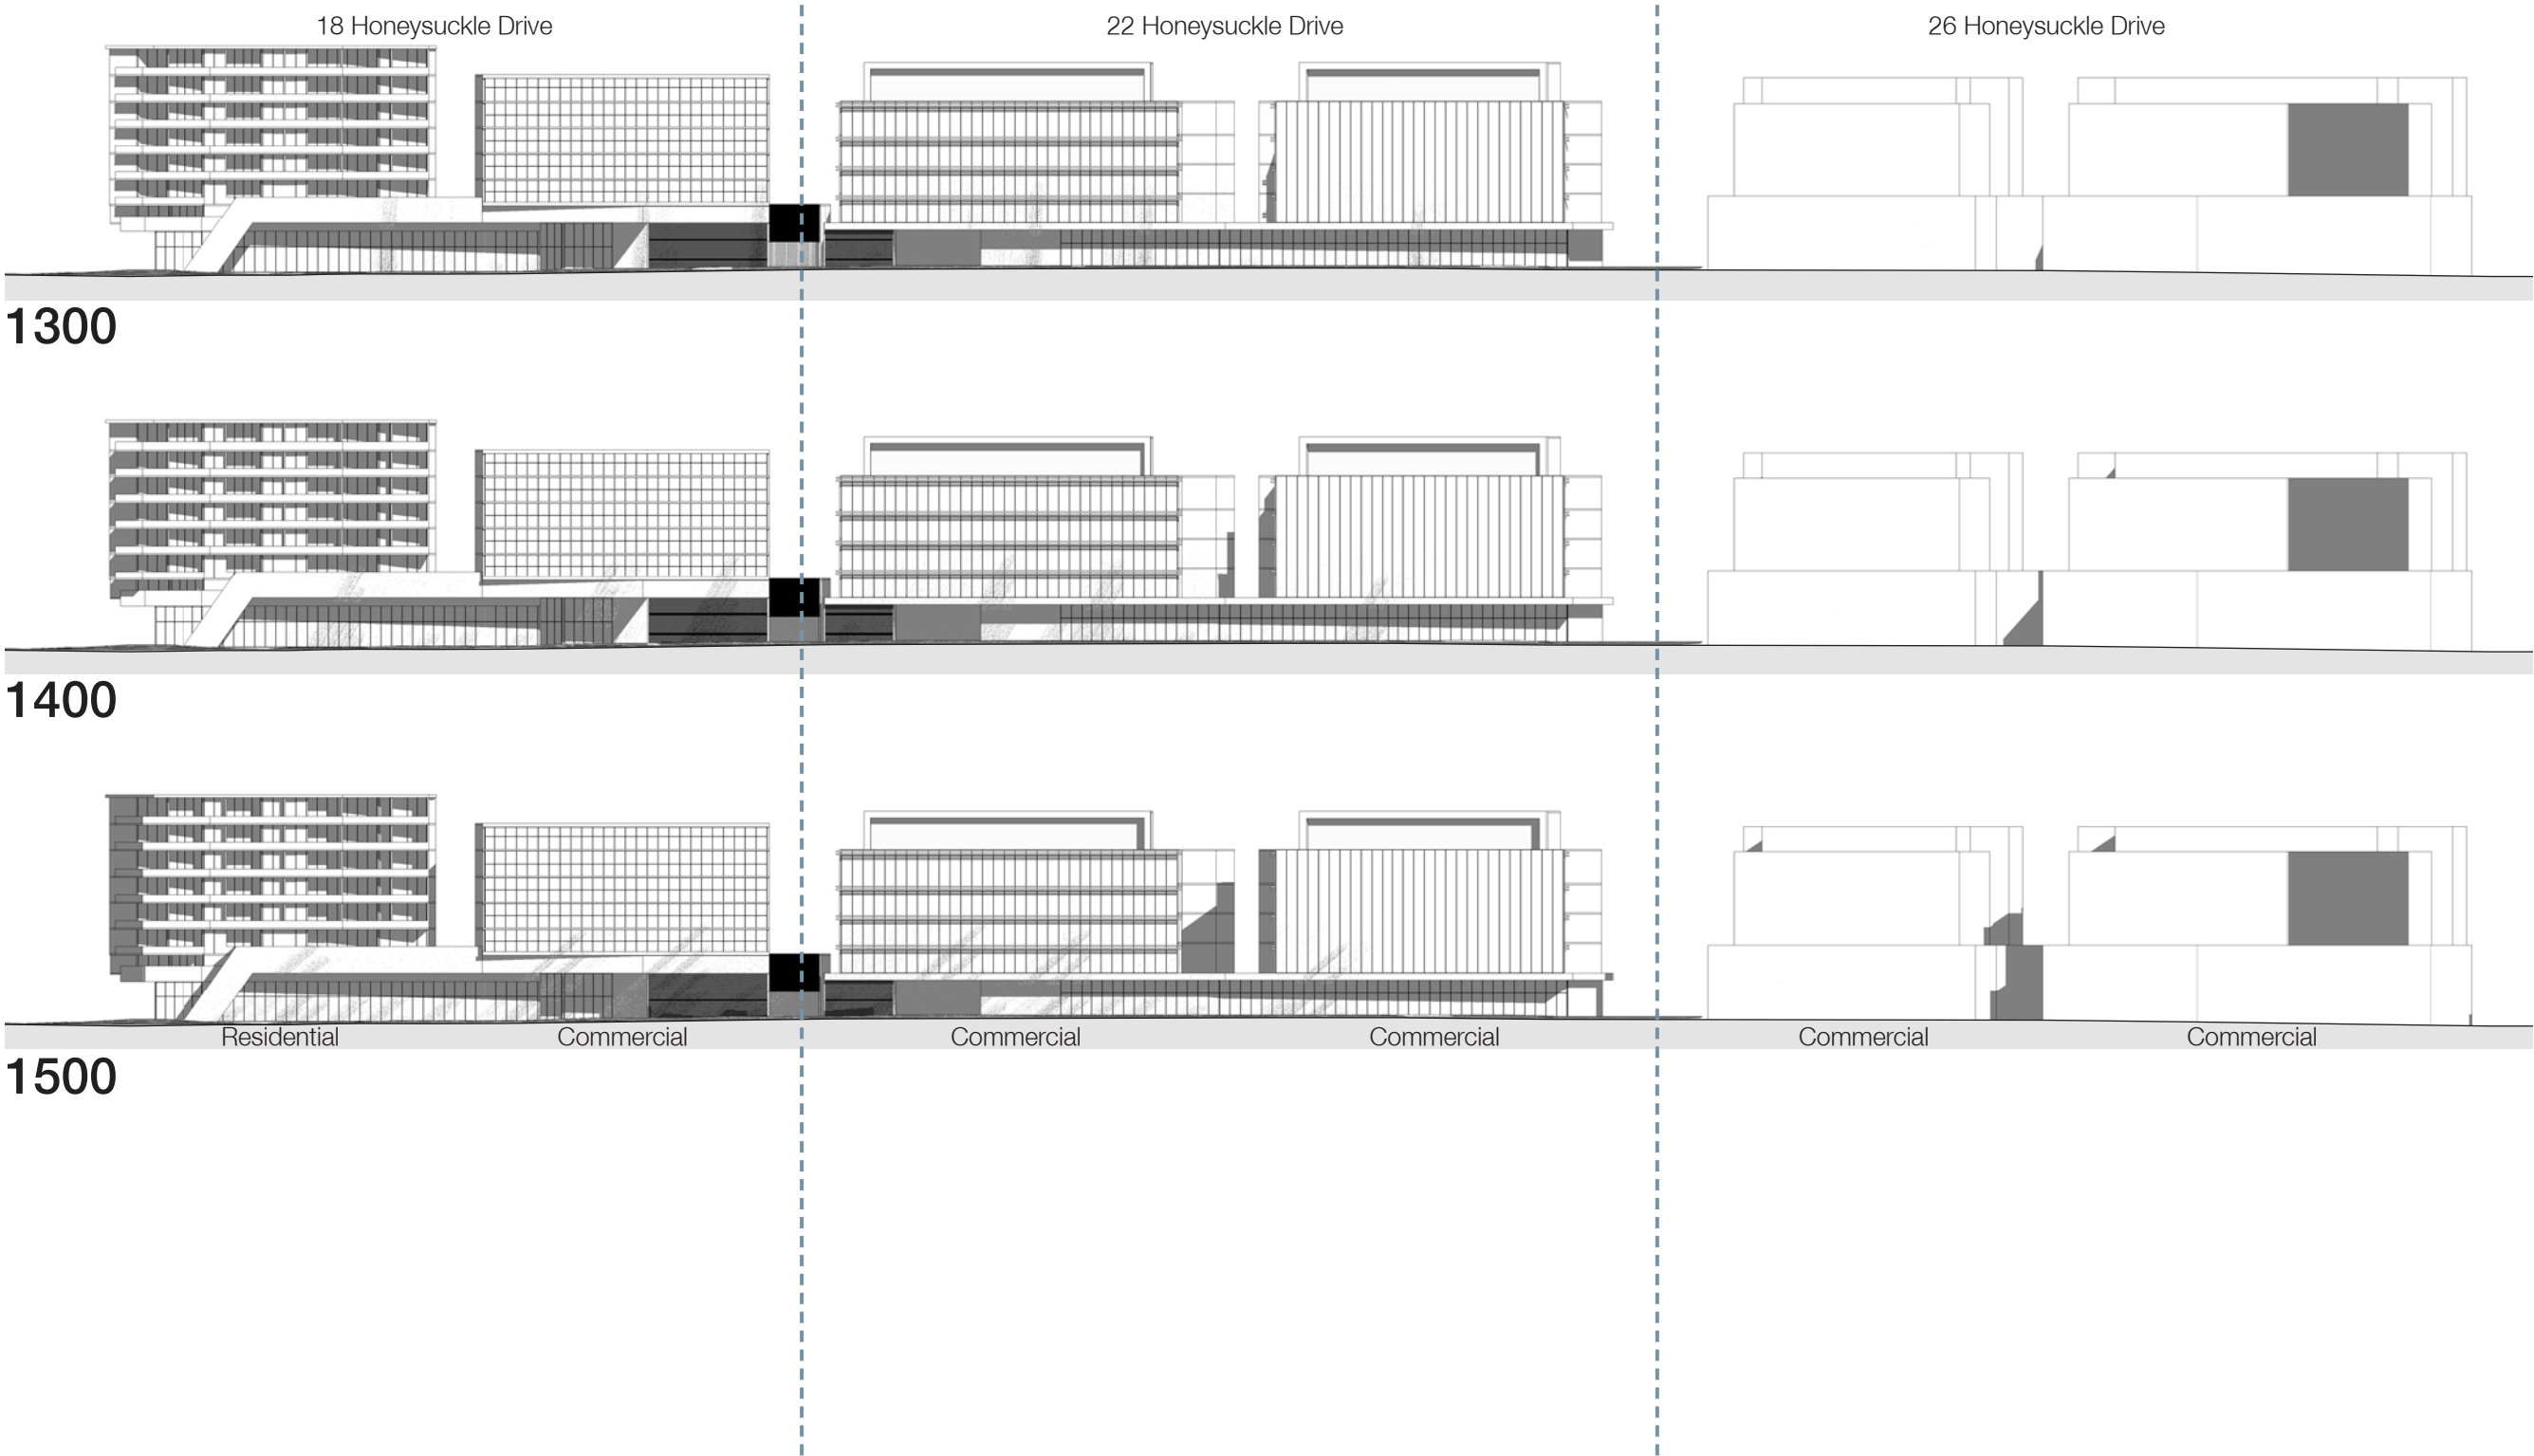 18 Honeysuckle Drive
22 Honeysuckle Drive
26 Honeysuckle Drive
1300
1400
Residential
Commercial
Commercial
Commercial
Commercial
Commercial
1500